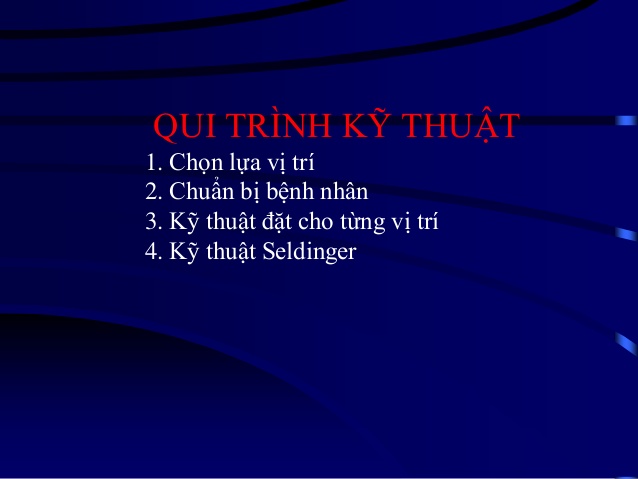 QUI TRÌNH KỸ THUẬT
1. Chọn lựa vị trí
2. Chuẩn bị bệnh nhân
3. Kỹ thuật đặt cho từng vị trí
4. Kỹ thuật Seldinger